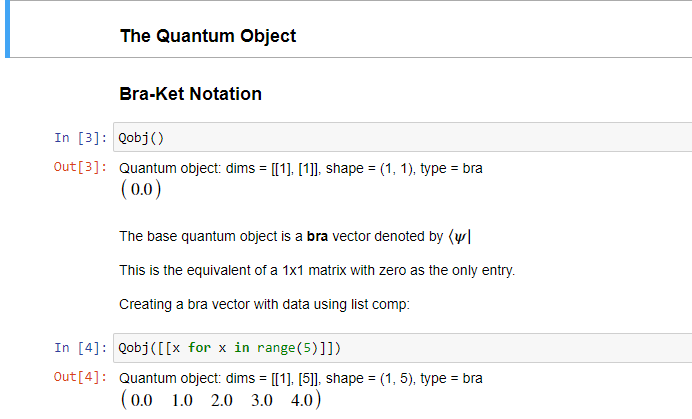 The Quantum Object
Bra-Ket Notation
In [3]: Qobj()
Out[3]: Quantum object: dims = [[1], [1]], shape = (1, 1), type = bra
(0.0)
The base quantum object is a bra vector denoted by ⟨ψ|
This is the equivalent of a 1x1 matrix with zero as the only entry.
Creating a bra vector with data using list comp:
In [4]: Qobj([[x for x in range(5)]])
Out[4]: Quantum object: dims = [[1], [5]], shape = (1, 5), type = bra
(0.0 1.0 2.0 3.0 4.0)